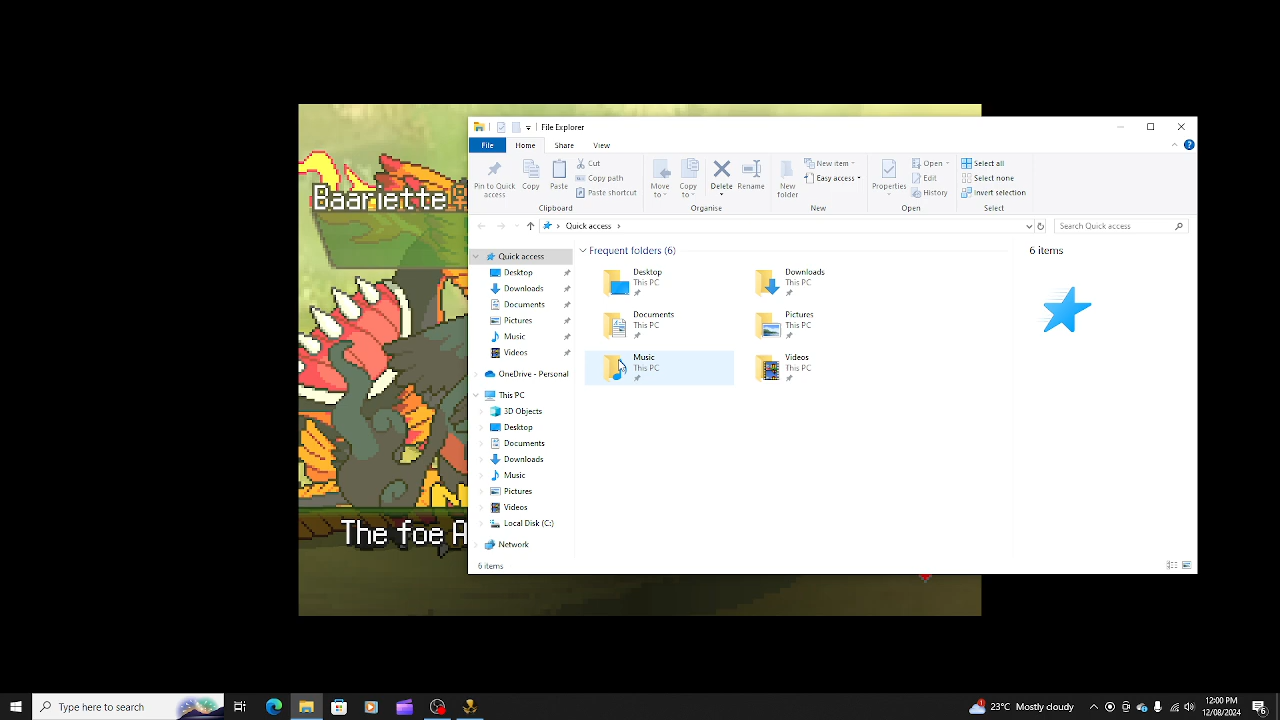 File Explorer
File Home Share View
Pin to Quick access
Copy
Paste
Cut
Copy path
Paste shortcut
Clipboard
Move to
Copy to
Delete
Rename
Organise
New folder
New item
Easy access
New
Properties
Open
Edit
History
Open
Select all
Select none
Invert selection
Select
Quick access
Search Quick access
Quick access
Desktop
Downloads
Documents
Pictures
Music
Videos
OneDrive - Personal
This PC
3D Objects
Desktop
Documents
Downloads
Music
Pictures
Videos
Local Disk (C:)
Network
Frequent folders (6)
Desktop
This PC
Downloads
This PC
Documents
This PC
Pictures
This PC
Music
This PC
Videos
This PC
6 items
6 items
Baariette
The foe A
Type here to search
23°C Mostly cloudy
12:00 PM
12/08/2024